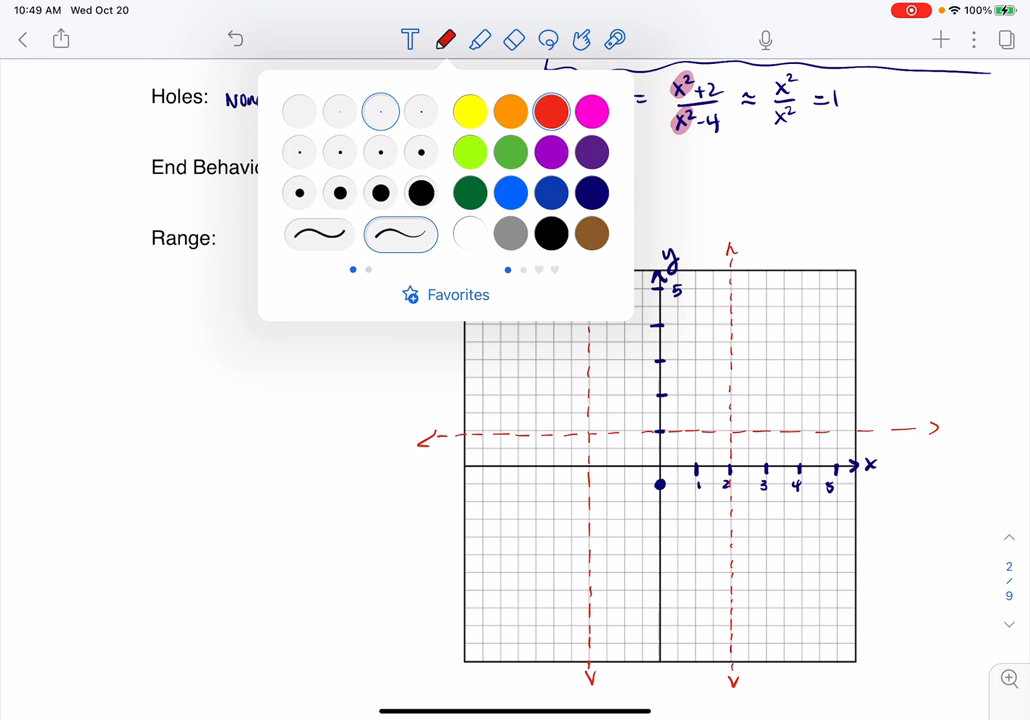 10:49 AM Wed Oct 20
100%
T
Holes: = x²+2 / x²-4 ≈ x² / x² =1
End Behavio
Range:
Favorites
y
5
x
1 2 3 4 5
2
/
9